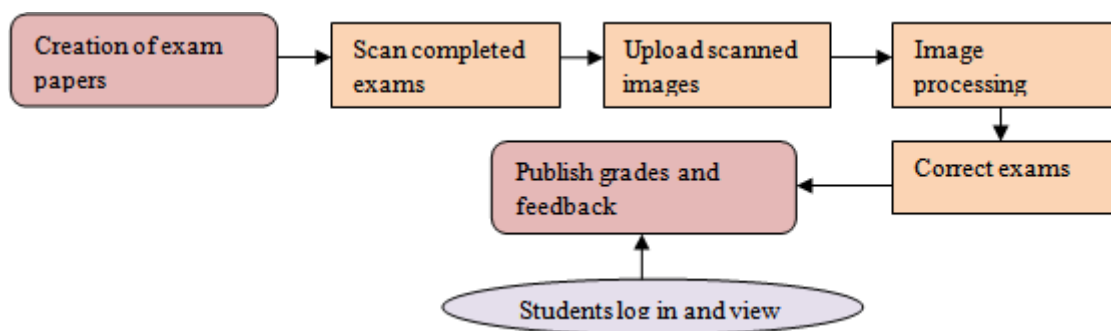 Creation of exam
papers
Scan completed
exams
Upload scanned
images
Image
processing
Correct exams
Publish grades and
feedback
Students log in and view